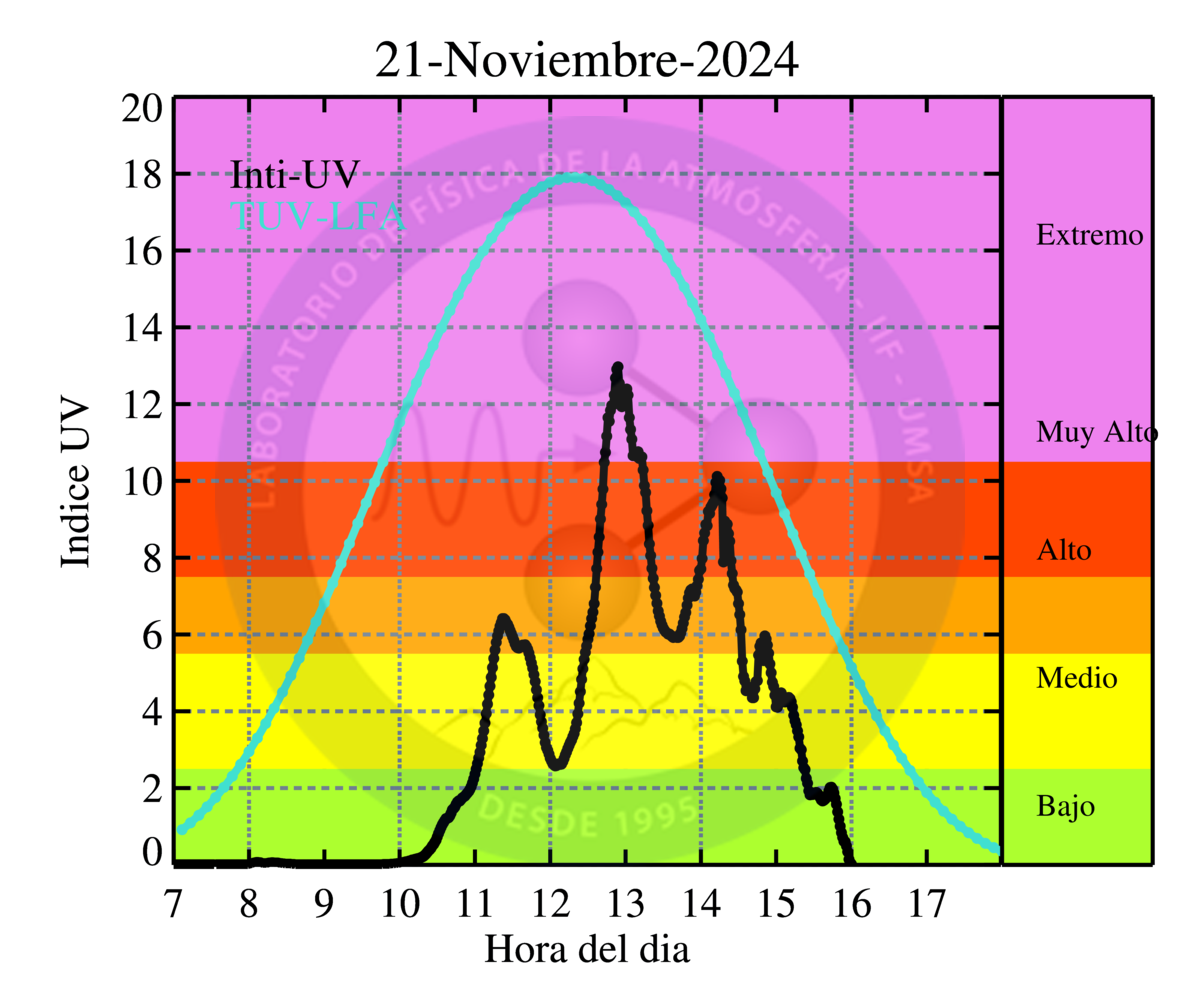 21-Noviembre-2024
20
18
16
14
12
10
8
6
4
2
0
Indice UV
Inti-UV
TUV-LFA
LABORATORIO DE FÍSICA DE LA ATMÓSFERA - IIF - UMSA
DESDE 1995
Extremo
Muy Alto
Alto
Medio
Bajo
7 8 9 10 11 12 13 14 15 16 17
Hora del dia